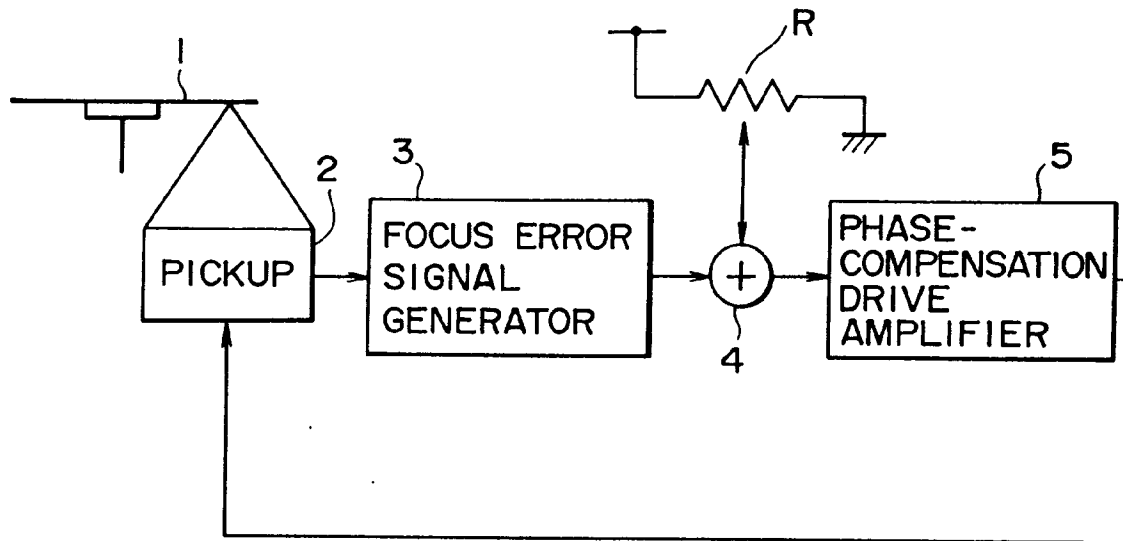 R
1
2
3
5
PICKUP
FOCUS ERROR
SIGNAL
GENERATOR
+
4
PHASE-
COMPENSATION
DRIVE
AMPLIFIER